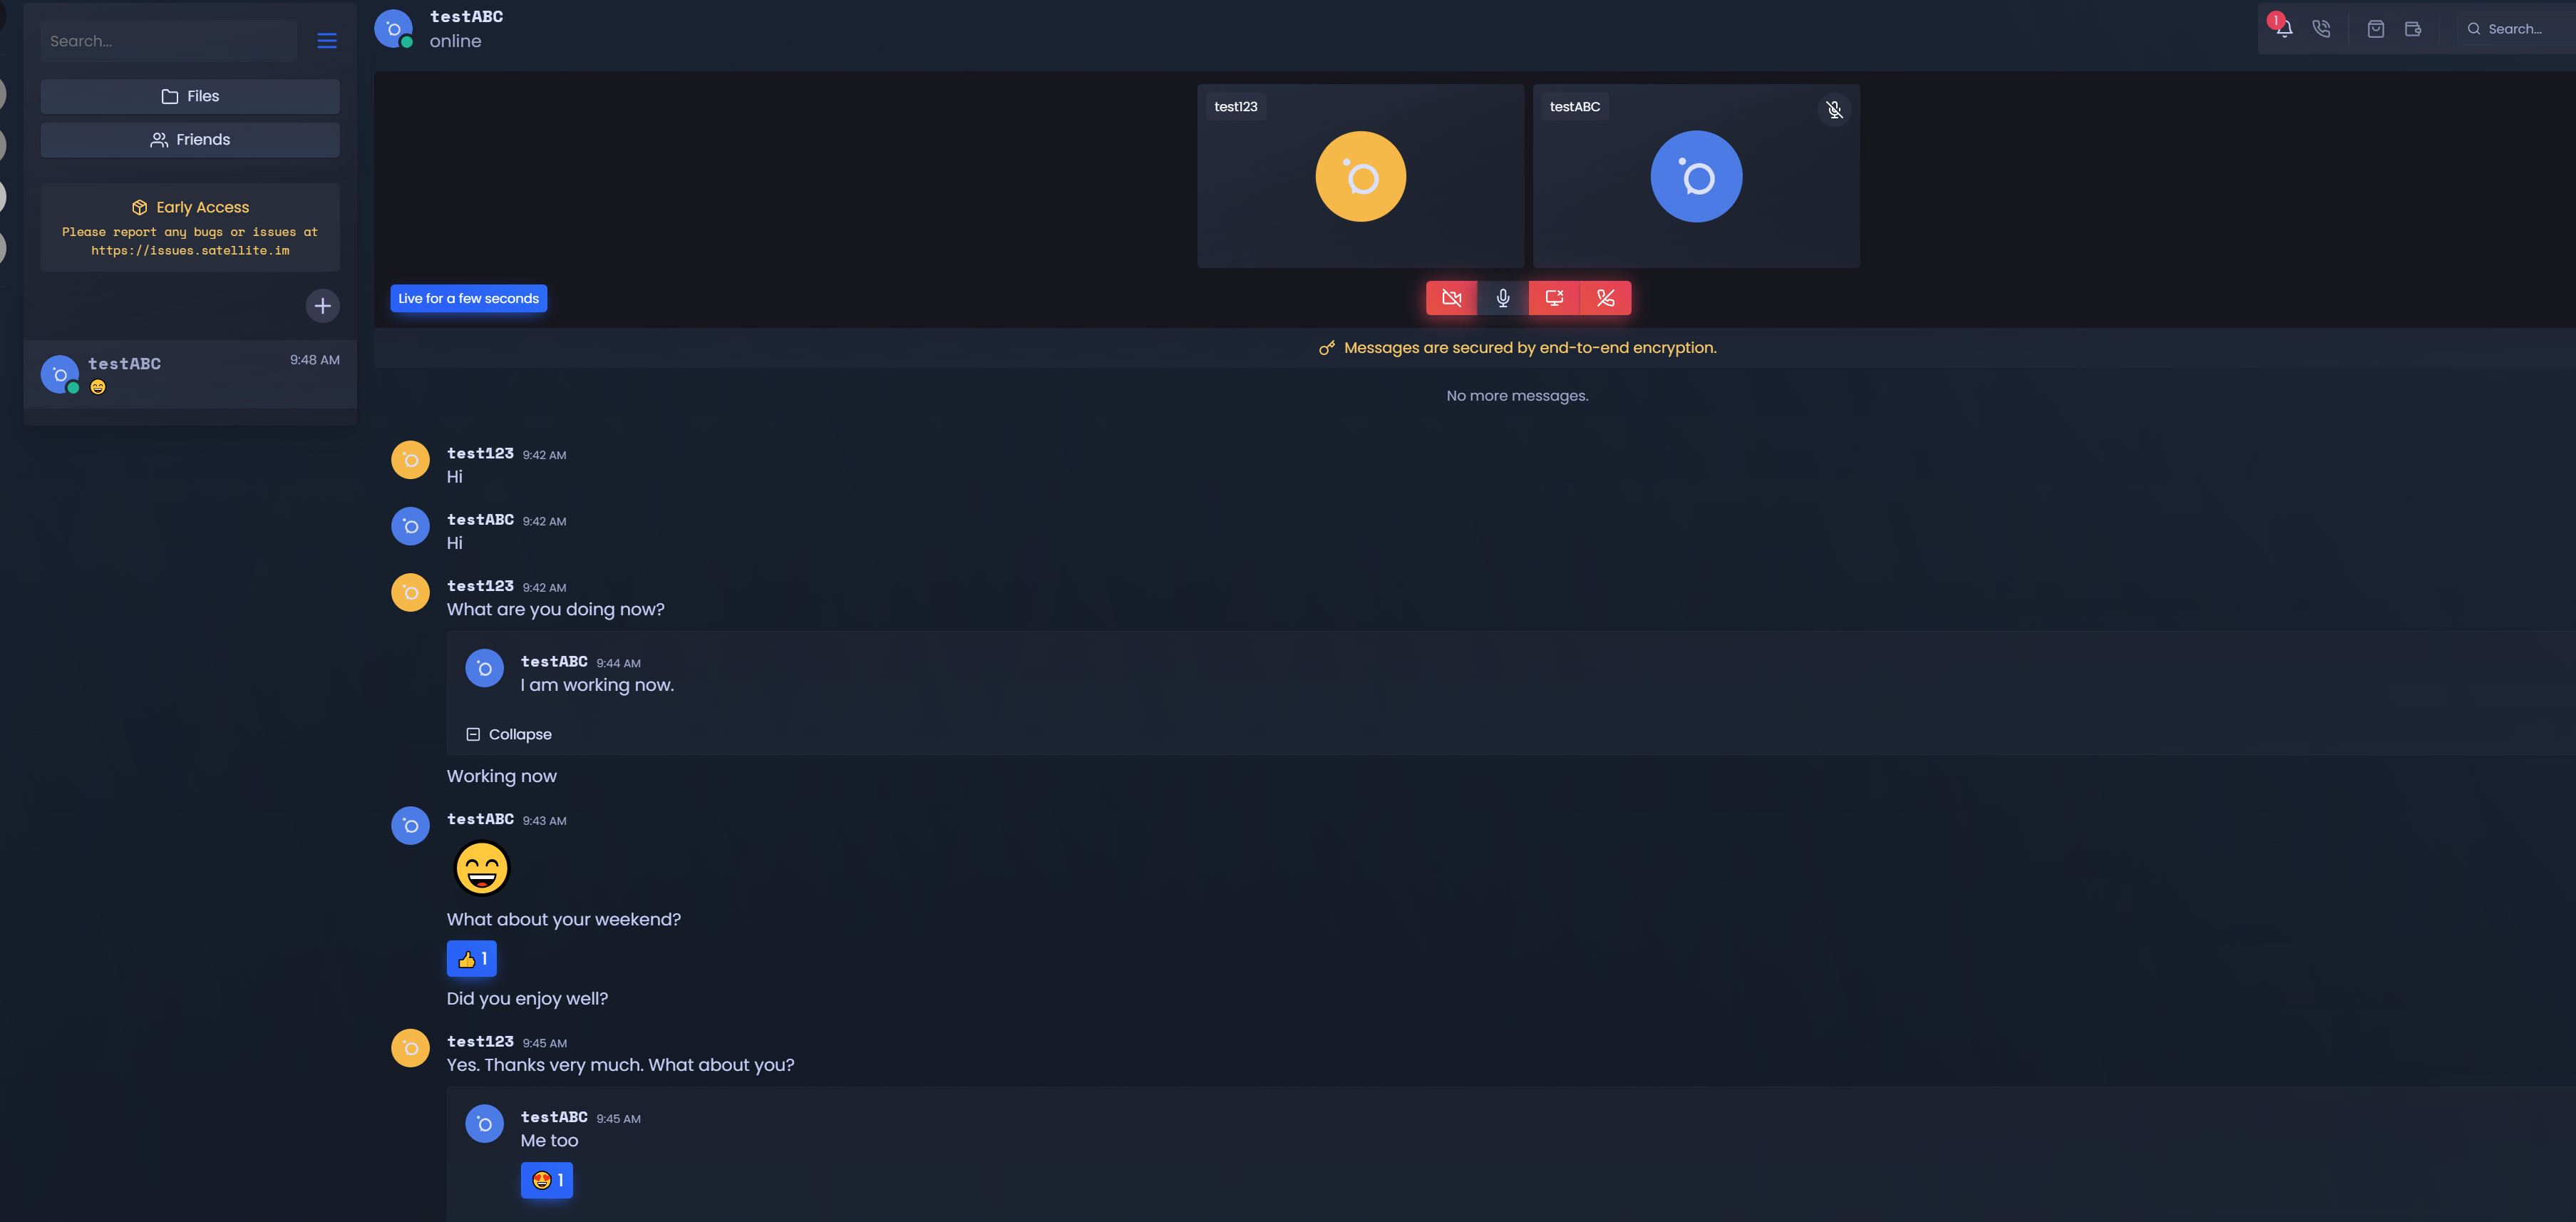 Search...
Files
Friends
Early Access
Please report any bugs or issues at
https://issues.satellite.im
testABC
9:48 AM
testABC
online
1
Search...
test123
testABC
Live for a few seconds
Messages are secured by end-to-end encryption.
No more messages.
test123 9:42 AM
Hi
testABC 9:42 AM
Hi
test123 9:42 AM
What are you doing now?
testABC 9:44 AM
I am working now.
Collapse
Working now
testABC 9:43 AM
What about your weekend?
1
Did you enjoy well?
test123 9:45 AM
Yes. Thanks very much. What about you?
testABC 9:45 AM
Me too
1